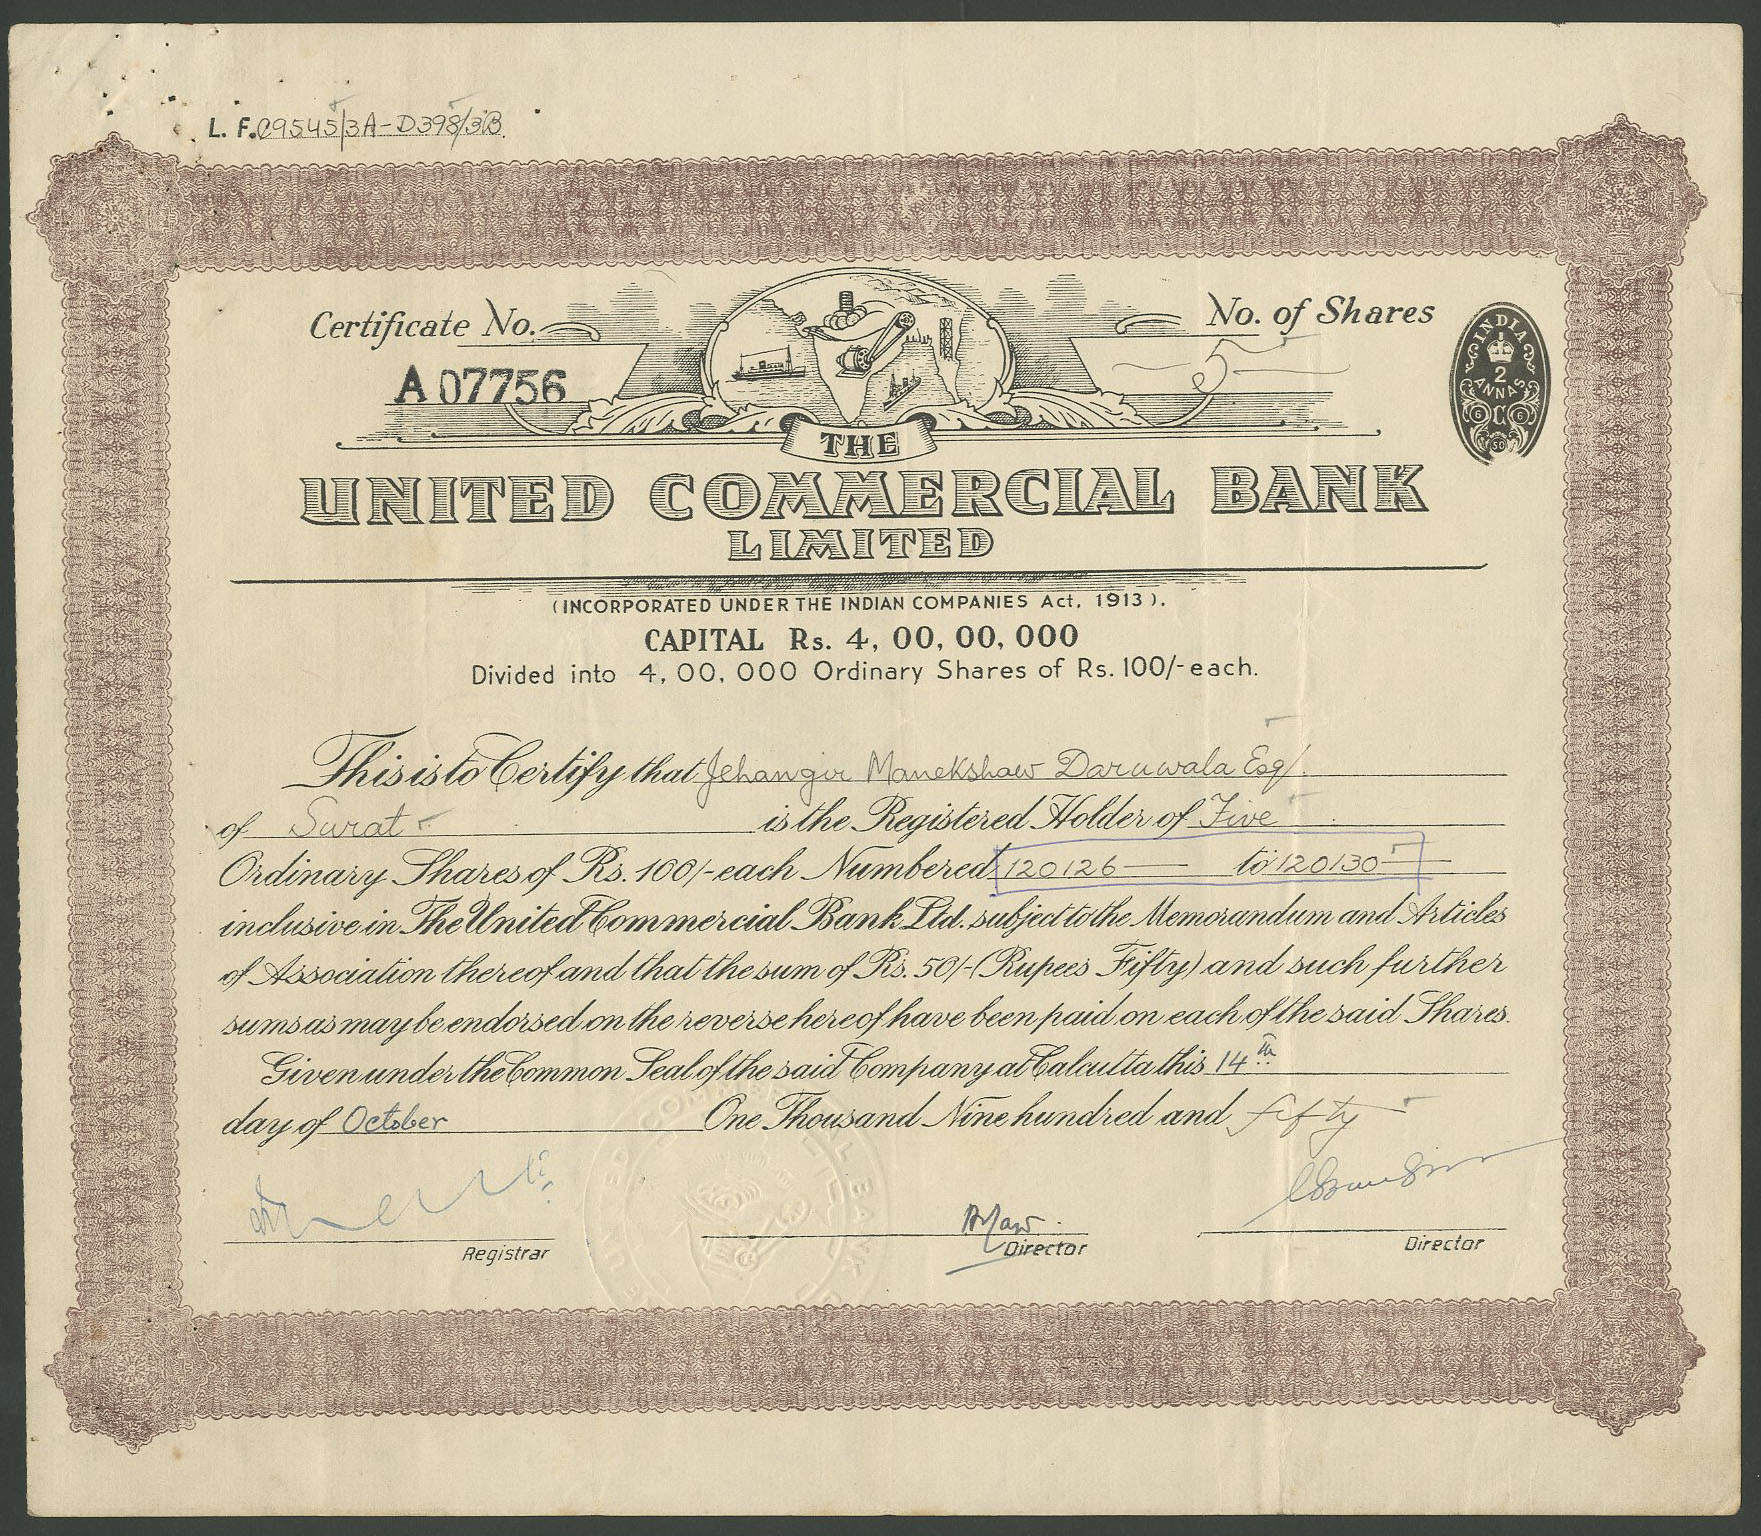 L. F. C9545/3A-D398/3B
Certificate No.
No. of Shares
A 07756
5
INDIA
2
ANNAS
THE
UNITED COMMERCIAL BANK
LIMITED
(INCORPORATED UNDER THE INDIAN COMPANIES Act, 1913).
CAPITAL Rs. 4, 00, 00, 000
Divided into 4, 00, 000 Ordinary Shares of Rs. 100/- each.
This is to Certify that Jehangir Manekshaw Daruwala Esq/.
of Surat is the Registered Holder of Five
Ordinary Shares of Rs. 100/- each Numbered 120126 — to 120130 —
inclusive in The United Commercial Bank Ltd. subject to the Memorandum and Articles
of Association thereof and that the sum of Rs. 50/- (Rupees Fifty) and such further
sums as may be endorsed on the reverse hereof have been paid on each of the said Shares.
Given under the Common Seal of the said Company at Calcutta this 14th
day of October One Thousand Nine hundred and fifty
Registrar
Director
Director